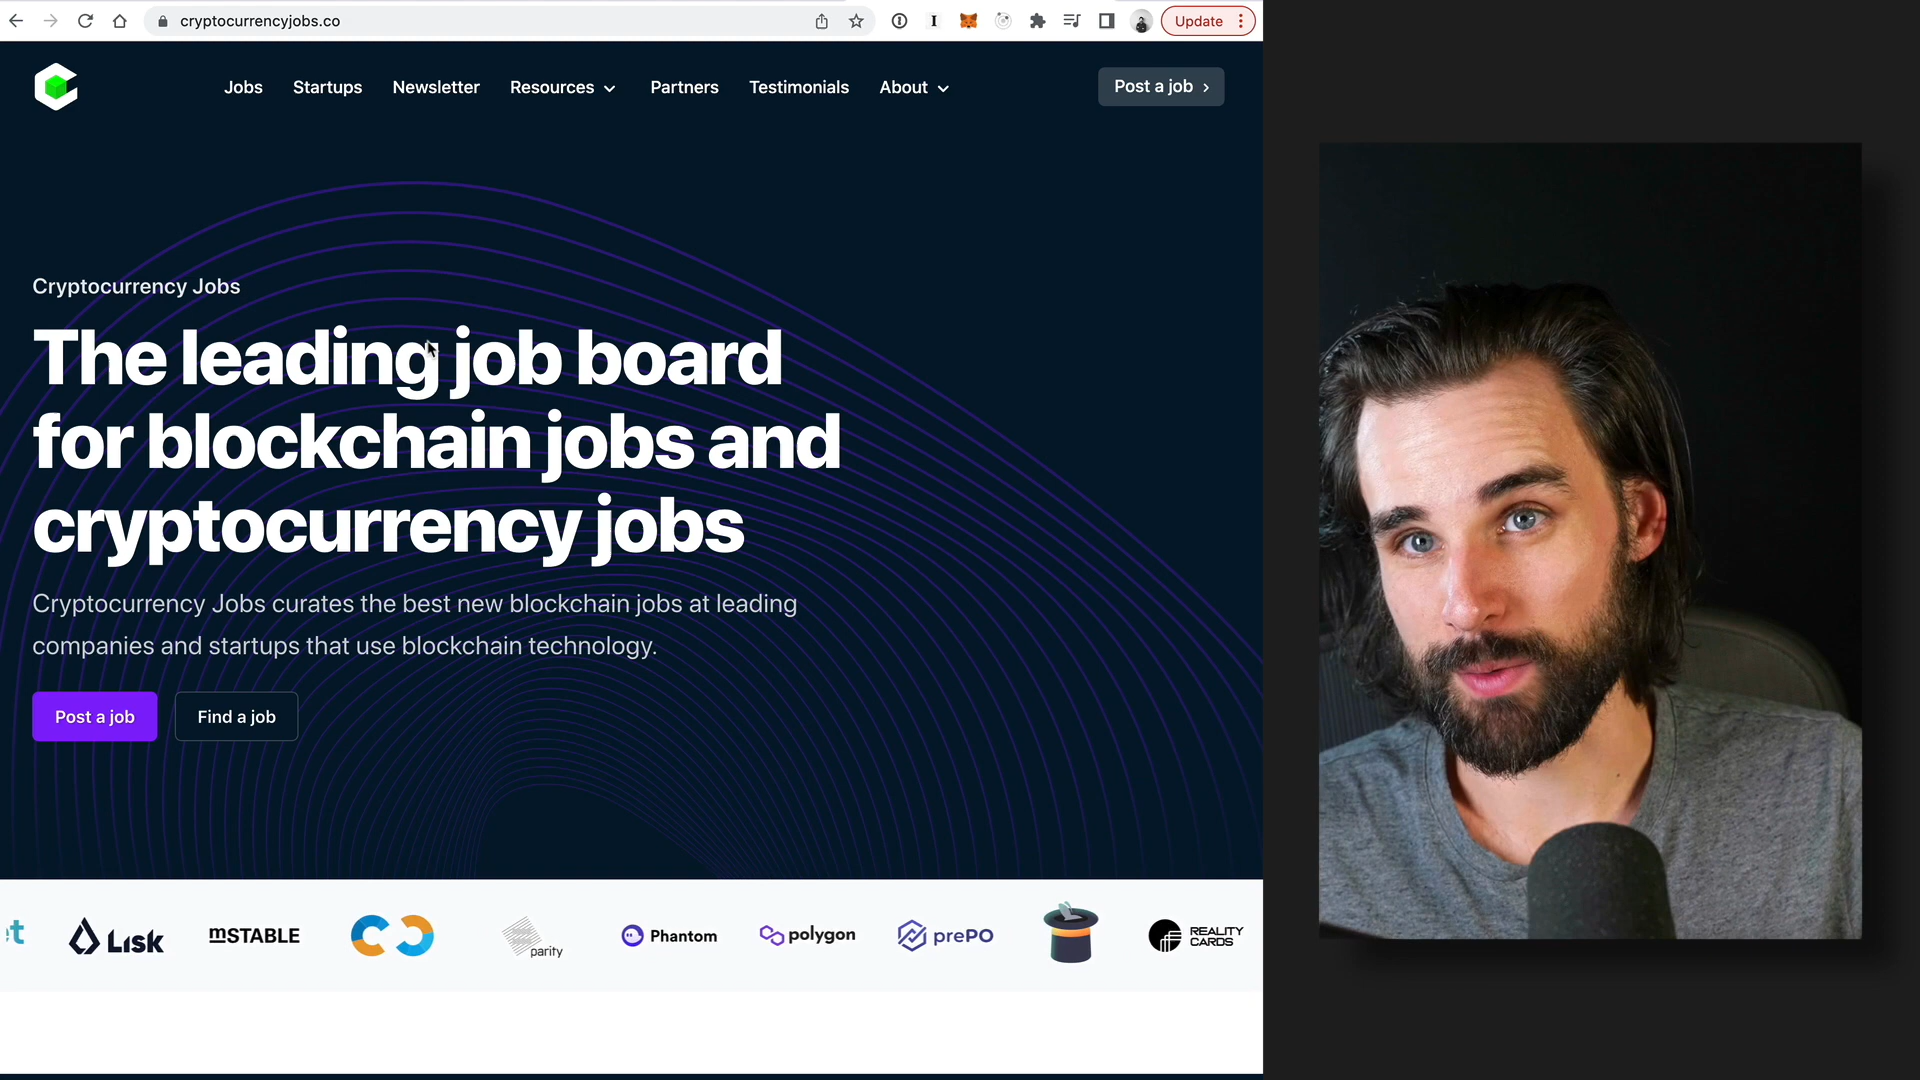 cryptocurrencyjobs.co
Update
Jobs
Startups
Newsletter
Resources
Partners
Testimonials
About
Post a job
Cryptocurrency Jobs
The leading job board
for blockchain jobs and
cryptocurrency jobs
Cryptocurrency Jobs curates the best new blockchain jobs at leading
companies and startups that use blockchain technology.
Post a job
Find a job
Lisk
mSTABLE
parity
Phantom
polygon
prePO
REALITY
CARDS